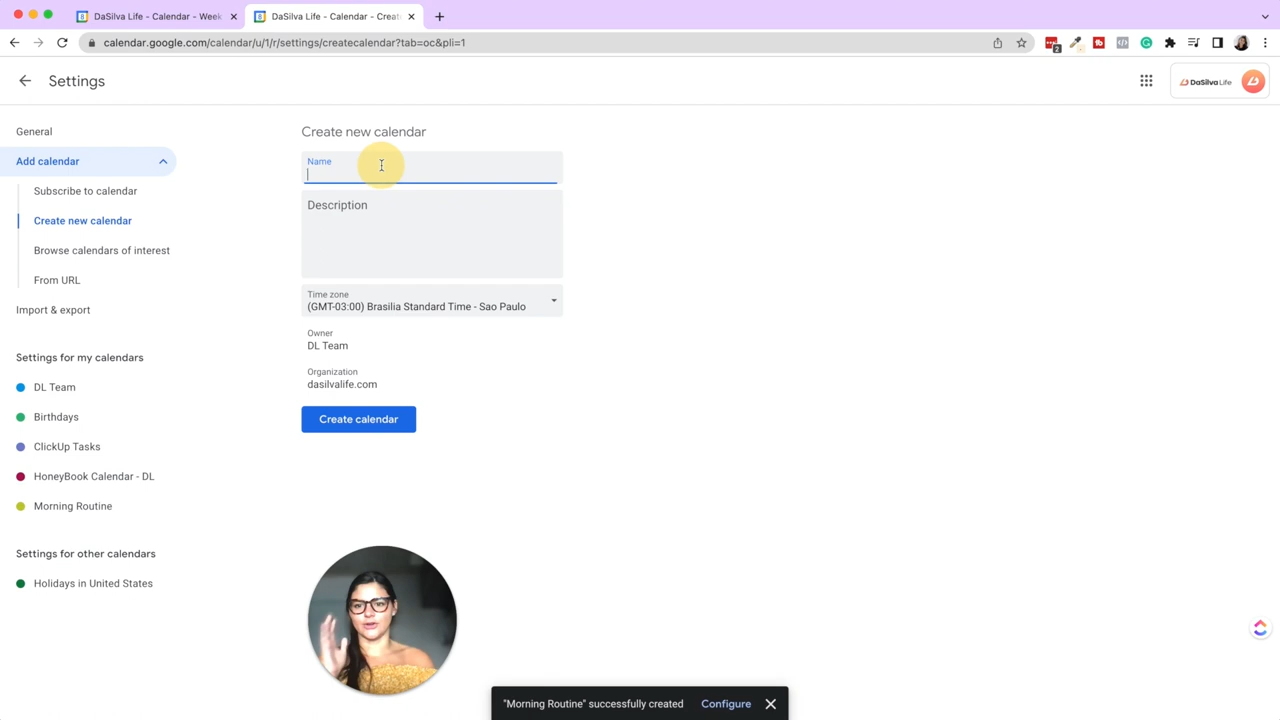 DaSilva Life - Calendar - Week
DaSilva Life - Calendar - Create
calendar.google.com/calendar/u/1/r/settings/createcalendar?tab=oc&pli=1
2
Settings
DaSilva Life
General
Add calendar
Subscribe to calendar
Create new calendar
Browse calendars of interest
From URL
Import & export
Settings for my calendars
DL Team
Birthdays
ClickUp Tasks
HoneyBook Calendar - DL
Morning Routine
Settings for other calendars
Holidays in United States
Create new calendar
Name
Description
Time zone
(GMT-03:00) Brasilia Standard Time - Sao Paulo
Owner
DL Team
Organization
dasilvalife.com
Create calendar
"Morning Routine" successfully created
Configure